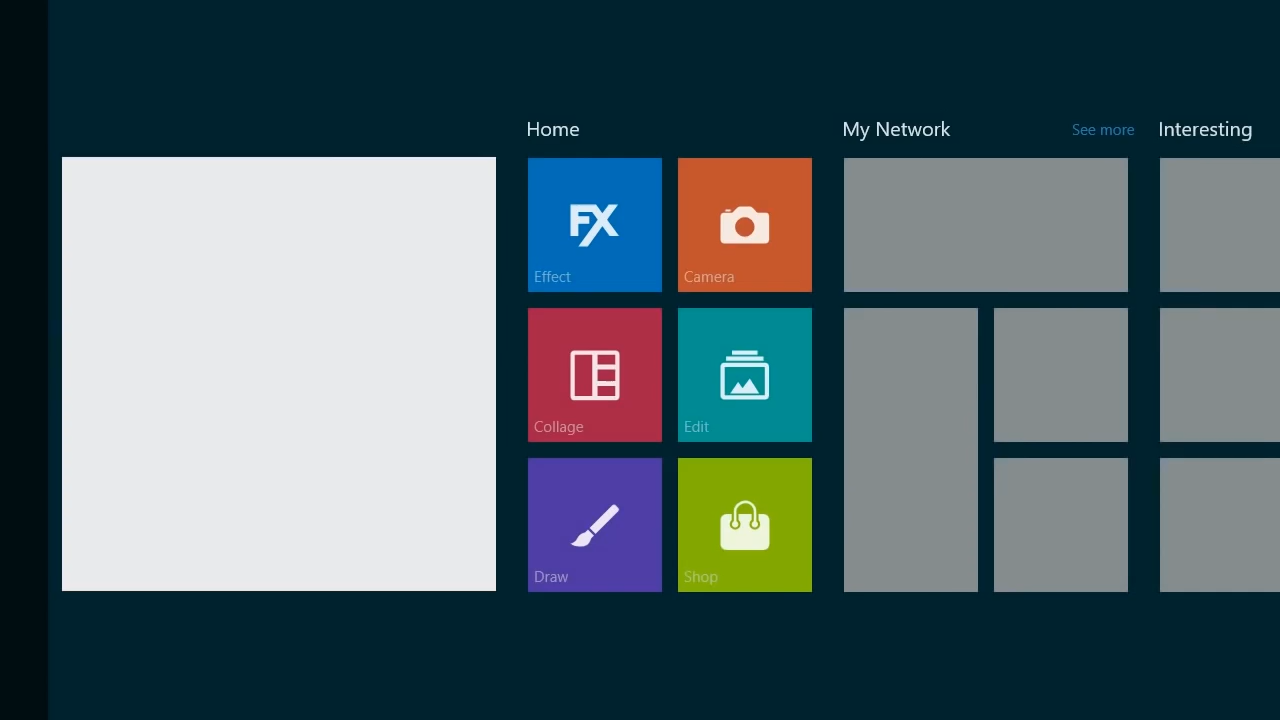 Home
My Network
See more
Interesting
FX
Effect
Camera
Collage
Edit
Draw
Shop